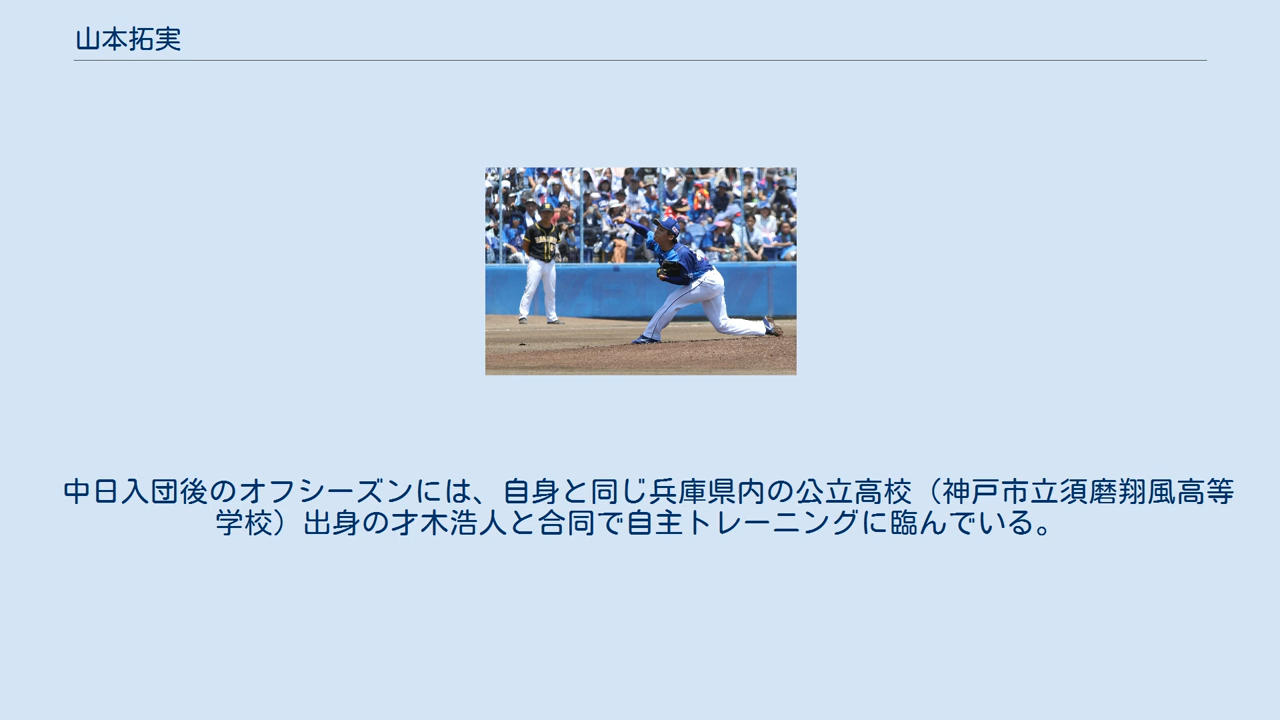 山本拓実
中日入団後のオフシーズンには、自身と同じ兵庫県内の公立高校（神戸市立須磨翔風高等
学校）出身の才木浩人と合同で自主トレーニングに臨んでいる。